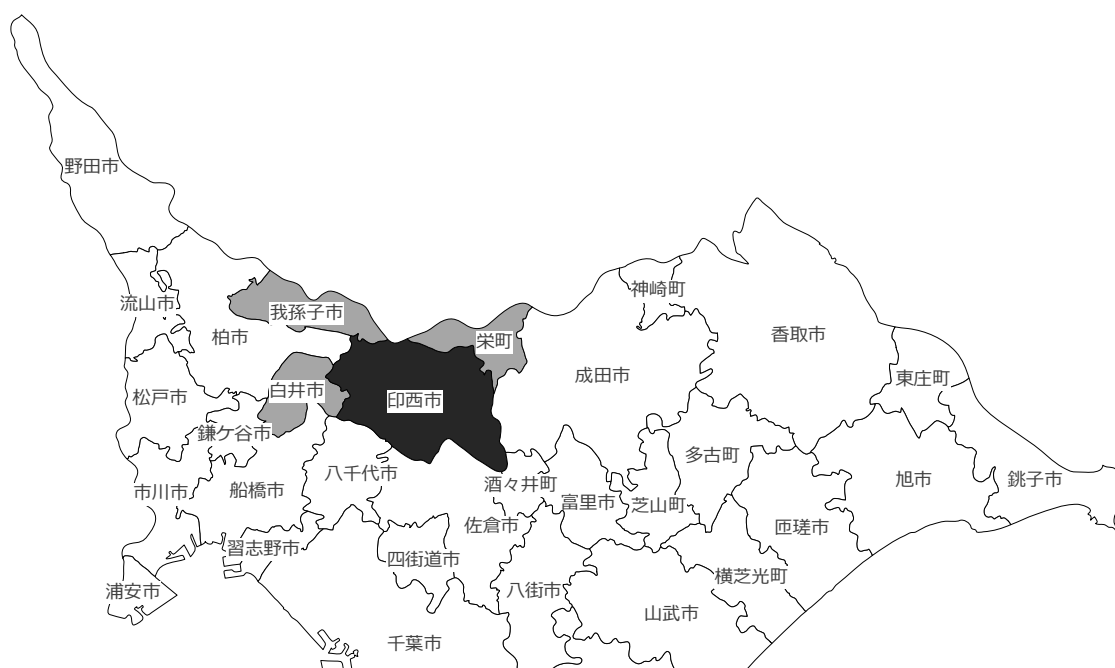 野田市
神崎町
流山市
我孫子市
香取市
柏市
栄町
成田市
東庄町
白井市
松戸市
印西市
鎌ケ谷市
多古町
八千代市
旭市
銚子市
酒々井町
市川市
船橋市
富里市
芝山町
佐倉市
匝瑳市
習志野市
四街道市
横芝光町
浦安市
八街市
山武市
千葉市